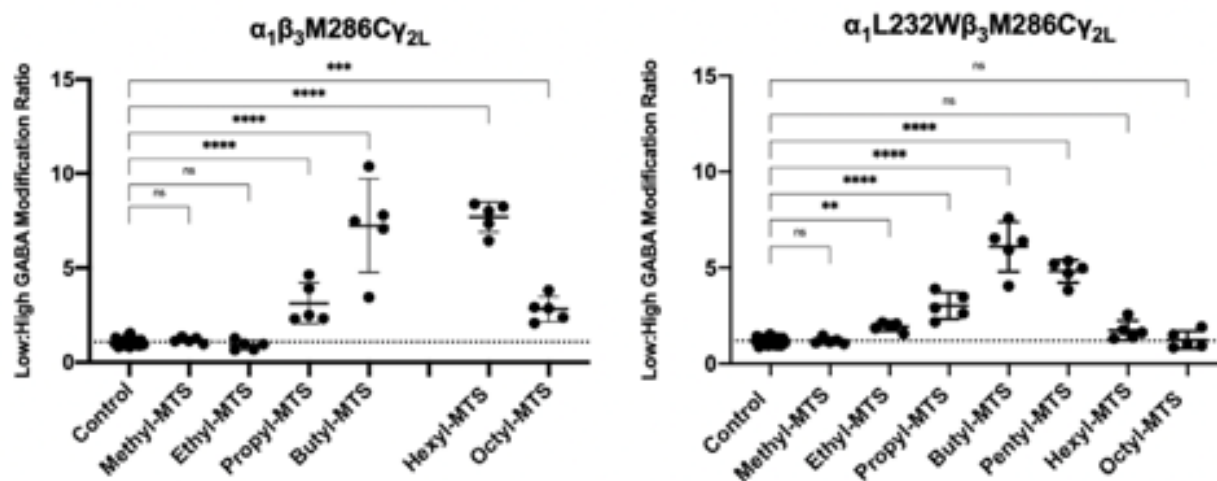 α₁β₃M286Cγ₂L
Low:High GABA Modification Ratio
15
10
5
0
***
****
****
****
ns
ns
Control
Methyl-MTS
Ethyl-MTS
Propyl-MTS
Butyl-MTS
Hexyl-MTS
Octyl-MTS
α₁L232Wβ₃M286Cγ₂L
Low:High GABA Modification Ratio
15
10
5
0
ns
ns
****
****
****
**
ns
Control
Methyl-MTS
Ethyl-MTS
Propyl-MTS
Butyl-MTS
Pentyl-MTS
Hexyl-MTS
Octyl-MTS